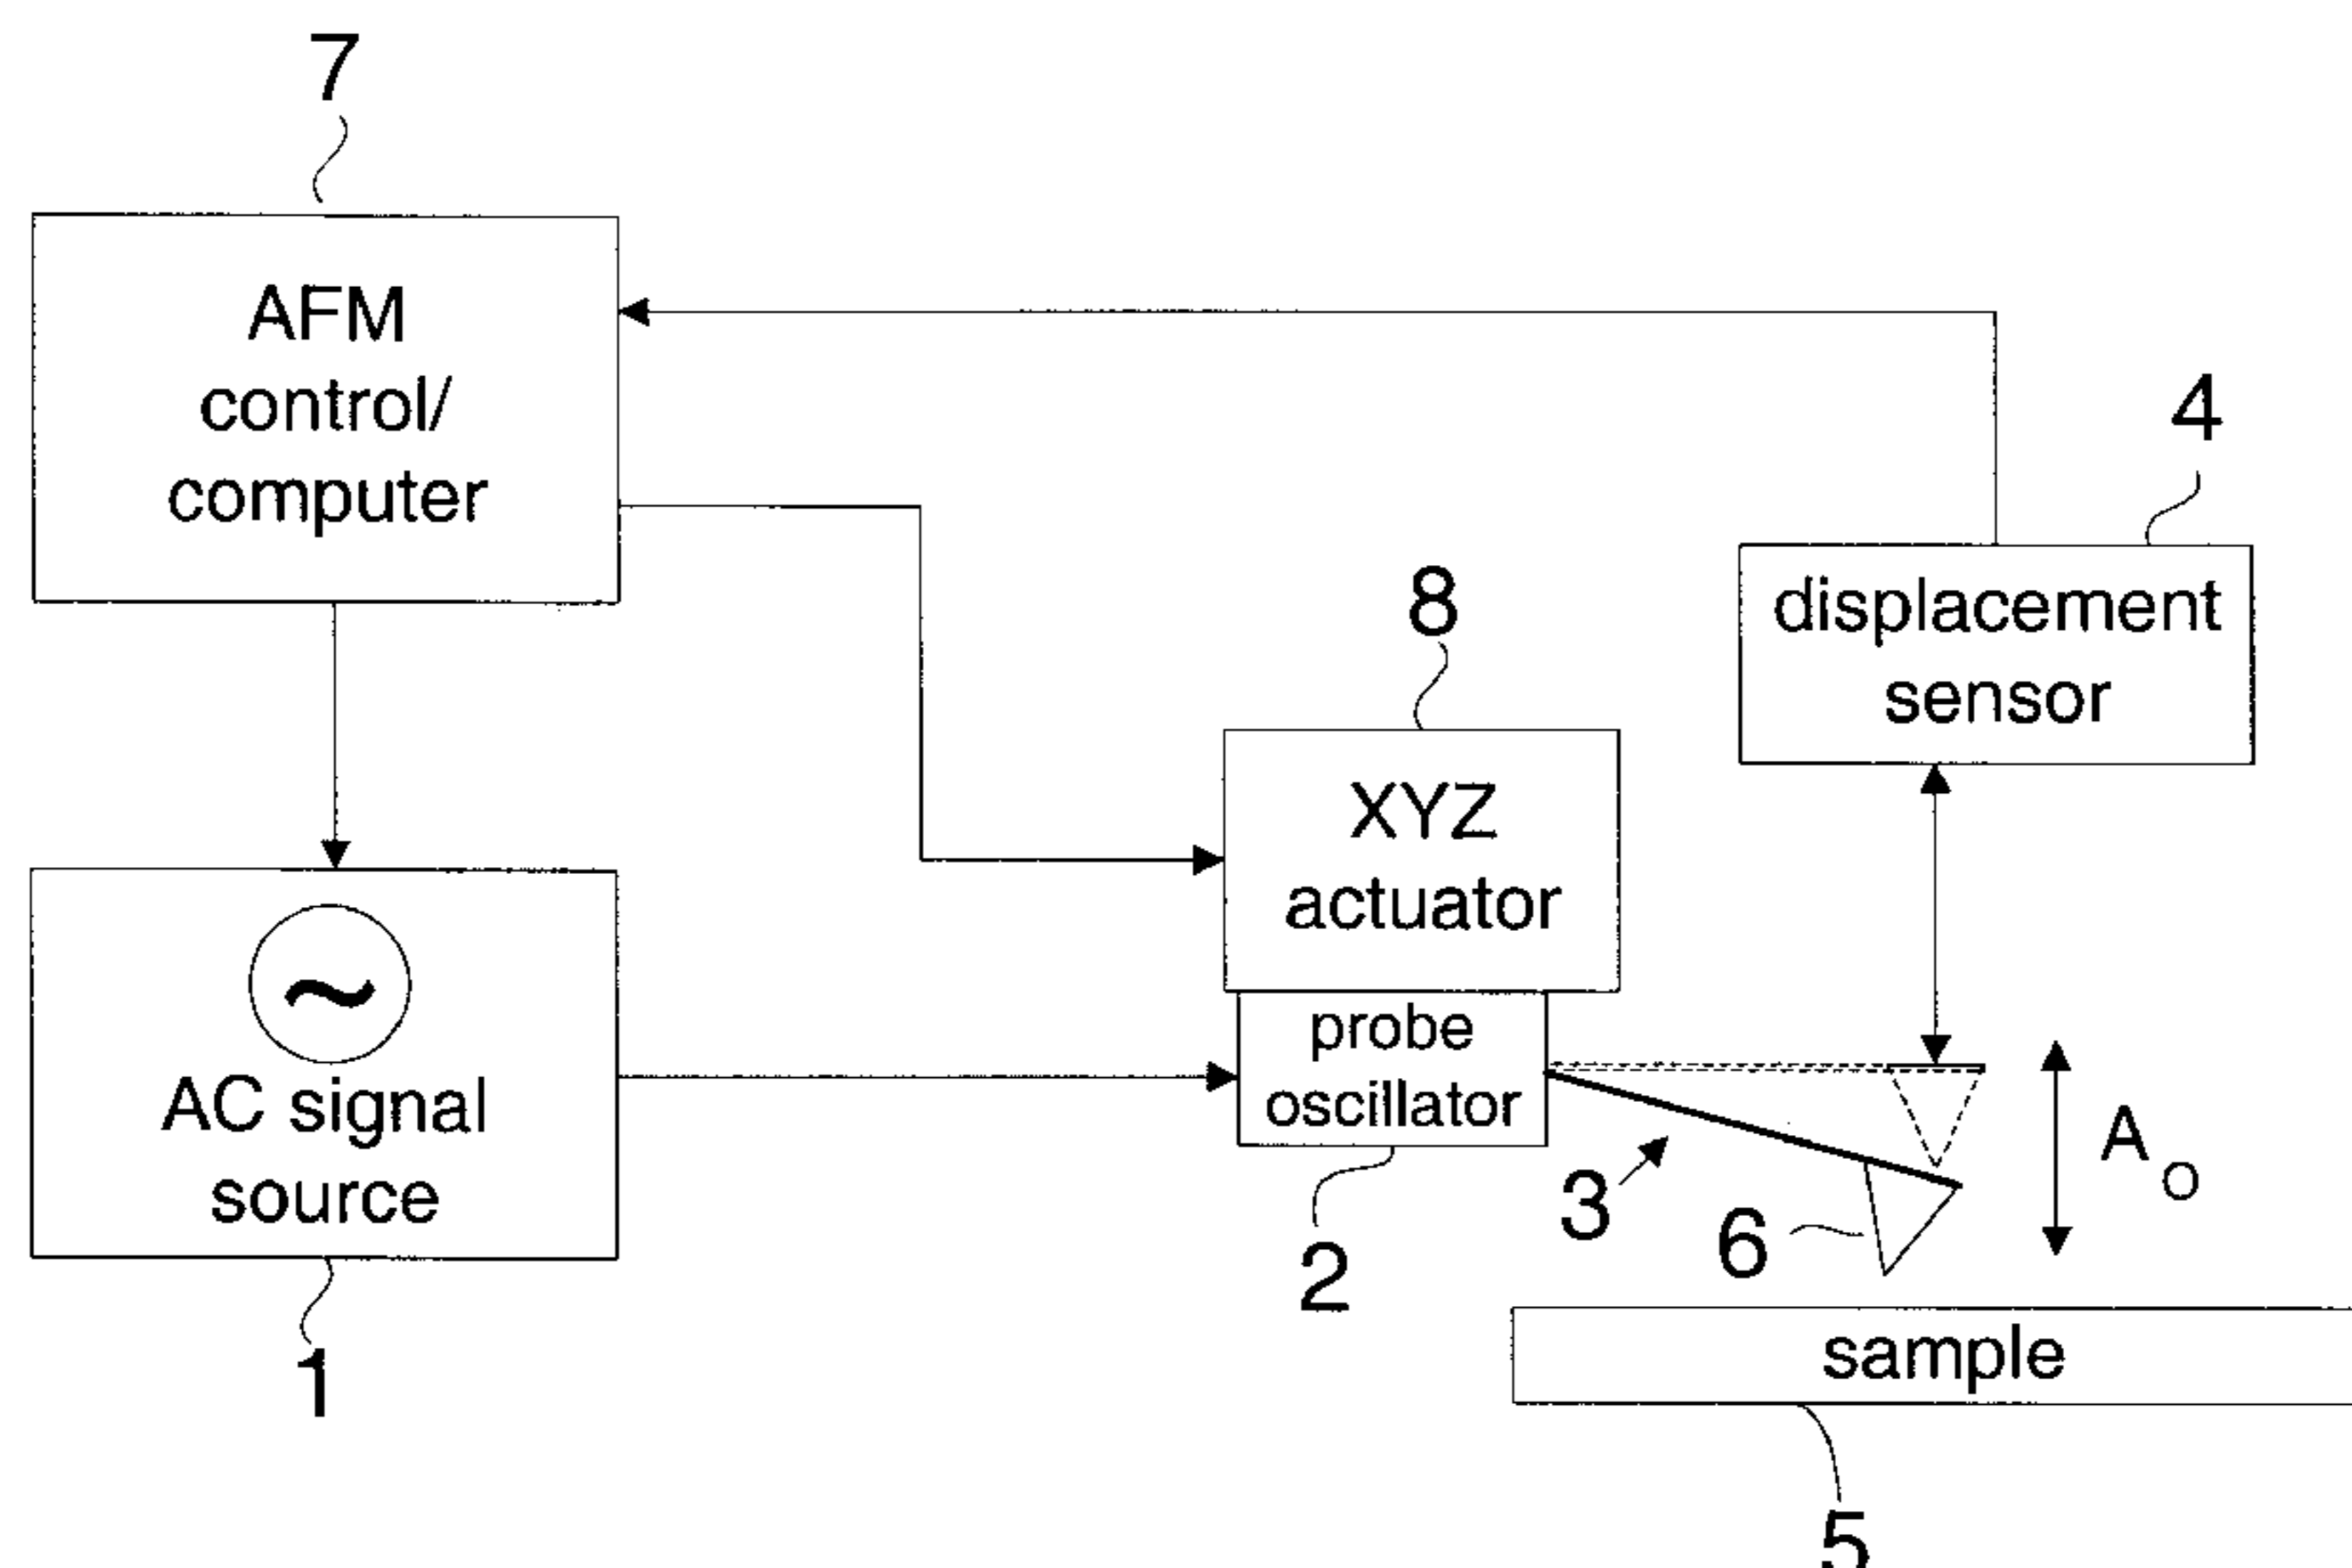 7
AFM
control/
computer
4
displacement
sensor
8
XYZ
actuator
probe
oscillator
~
AC signal
source
3
6
A o
2
1
sample
5